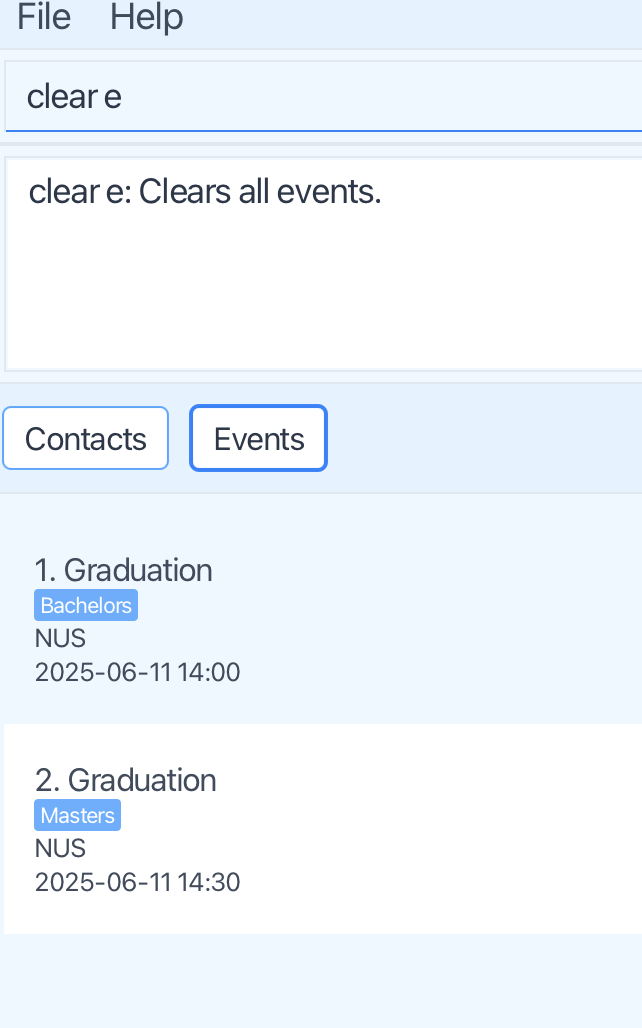 File Help
clear e
clear e: Clears all events.
Contacts Events
1. Graduation
Bachelors
NUS
2025-06-11 14:00
2. Graduation
Masters
NUS
2025-06-11 14:30